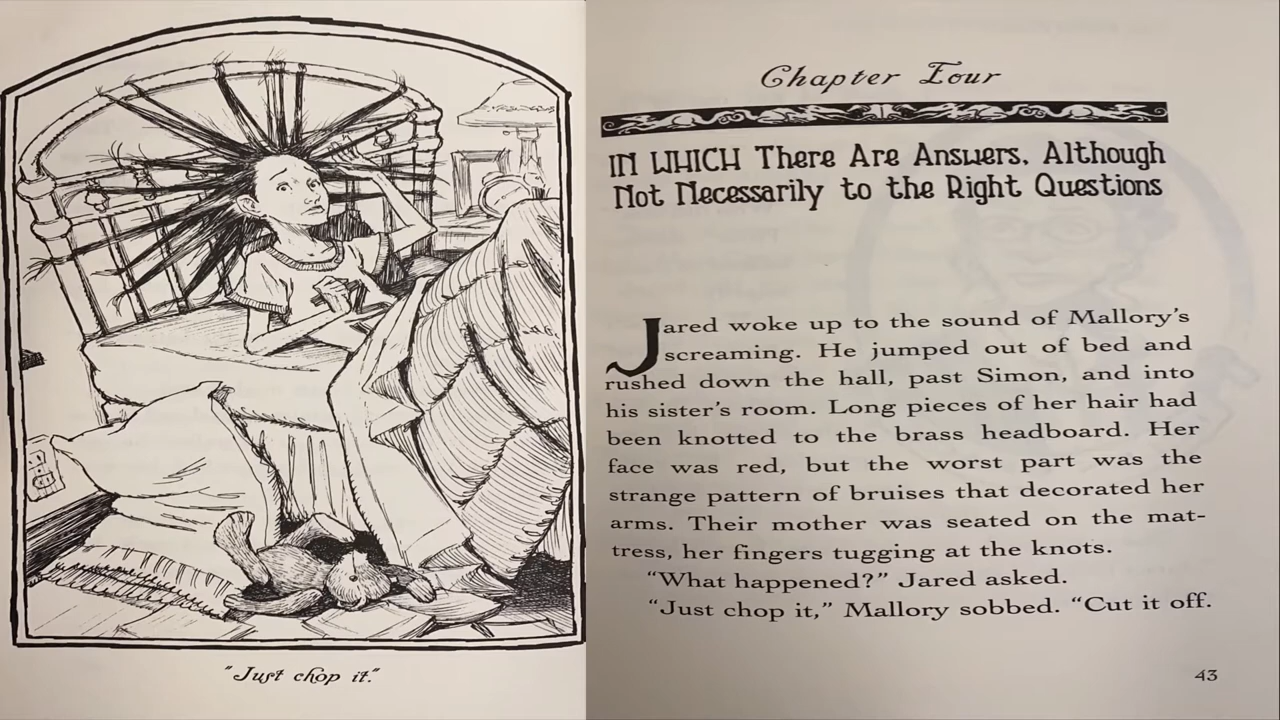 "Just chop it."
Chapter Four
IN WHICH There Are Answers, Although
Not Necessarily to the Right Questions
Jared woke up to the sound of Mallory's
screaming. He jumped out of bed and
rushed down the hall, past Simon, and into
his sister's room. Long pieces of her hair had
been knotted to the brass headboard. Her
face was red, but the worst part was the
strange pattern of bruises that decorated her
arms. Their mother was seated on the mat-
tress, her fingers tugging at the knots.
"What happened?" Jared asked.
"Just chop it," Mallory sobbed. "Cut it off.
43